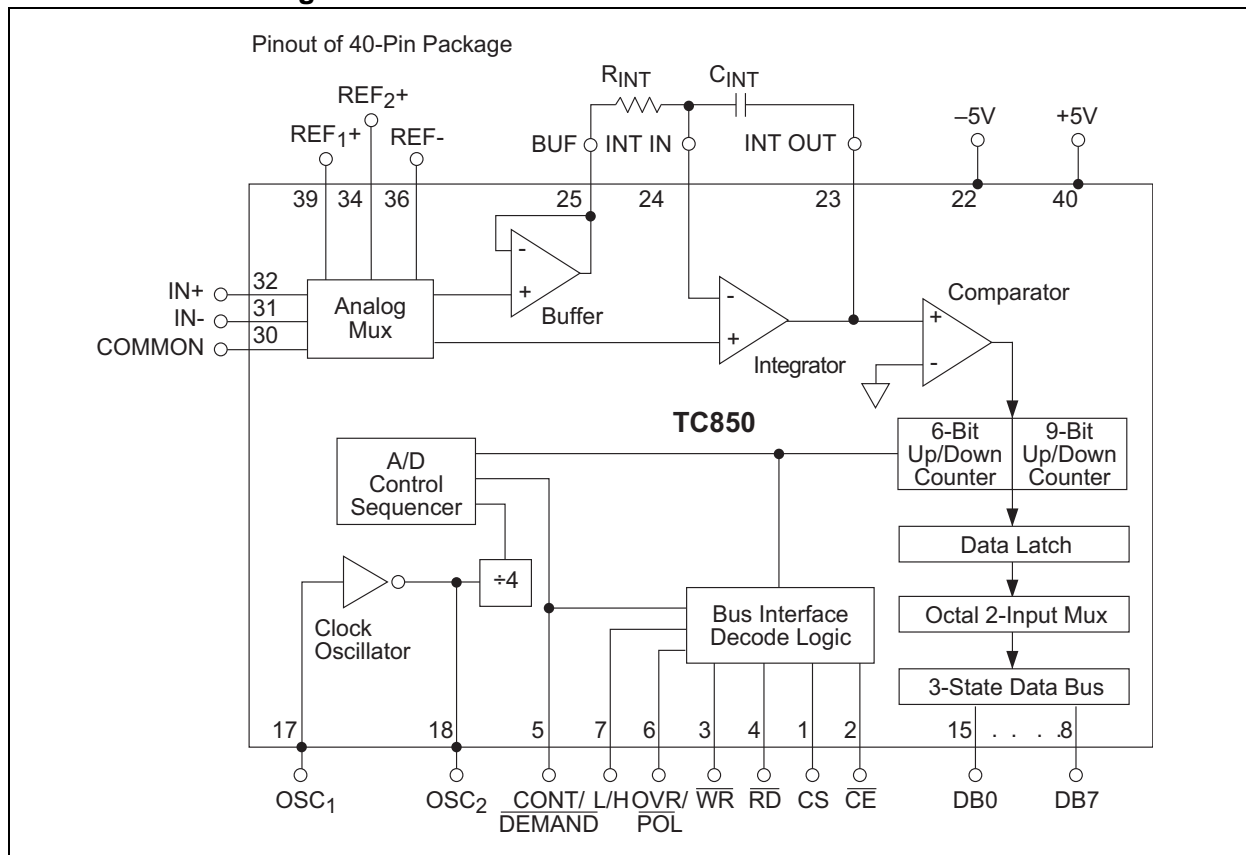 Pinout of 40-Pin Package
RINT
CINT
REF2+
REF1+
REF-
BUF
INT IN
INT OUT
–5V
+5V
39
34
36
25
24
23
22
40
IN+
32
IN-
31
COMMON
30
Analog
Mux
-
+
Buffer
-
+
Integrator
Comparator
+
-
TC850
A/D
Control
Sequencer
6-Bit
Up/Down
Counter
9-Bit
Up/Down
Counter
Data Latch
÷4
Clock
Oscillator
Bus Interface
Decode Logic
Octal 2-Input Mux
3-State Data Bus
17
18
5
7
6
3
4
1
2
15 . . . .8
OSC1
OSC2
CONT/
DEMAND
L/H
OVR/
POL
WR
RD
CS
CE
DB0
DB7